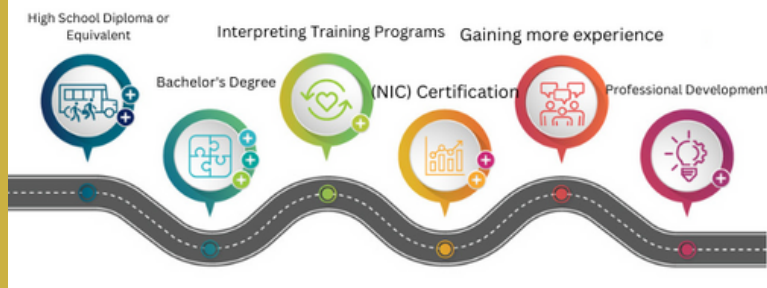 High School Diploma or
Equivalent
Bachelor's Degree
Interpreting Training Programs
(NIC) Certification
Gaining more experience
Professional Development